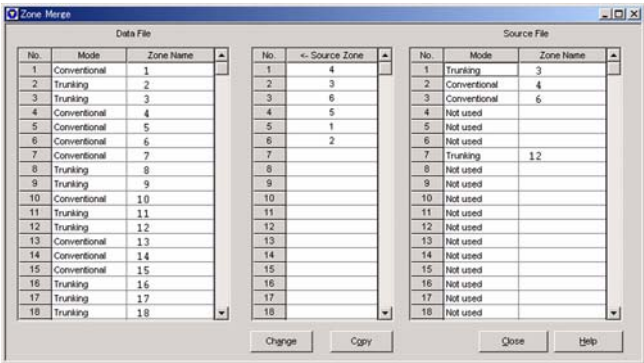 Zone Merge
Data File Source File
No. Mode Zone Name No. <- Source Zone No. Mode Zone Name
1 Conventional 1 1 4 1 Trunking 3
2 Trunking 2 2 3 2 Conventional 4
3 Trunking 3 3 6 3 Conventional 6
4 Conventional 4 4 5 4 Not used
5 Conventional 5 5 1 5 Not used
6 Conventional 6 6 2 6 Not used
7 Conventional 7 7 7 Trunking 12
8 Trunking 8 8 8 Not used
9 Trunking 9 9 9 Not used
10 Conventional 10 10 10 Not used
11 Trunking 11 11 11 Not used
12 Trunking 12 12 12 Not used
13 Conventional 13 13 13 Not used
14 Conventional 14 14 14 Not used
15 Conventional 15 15 15 Not used
16 Trunking 16 16 16 Not used
17 Trunking 17 17 17 Not used
18 Trunking 18 18 18 Not used
Change Copy Close Help